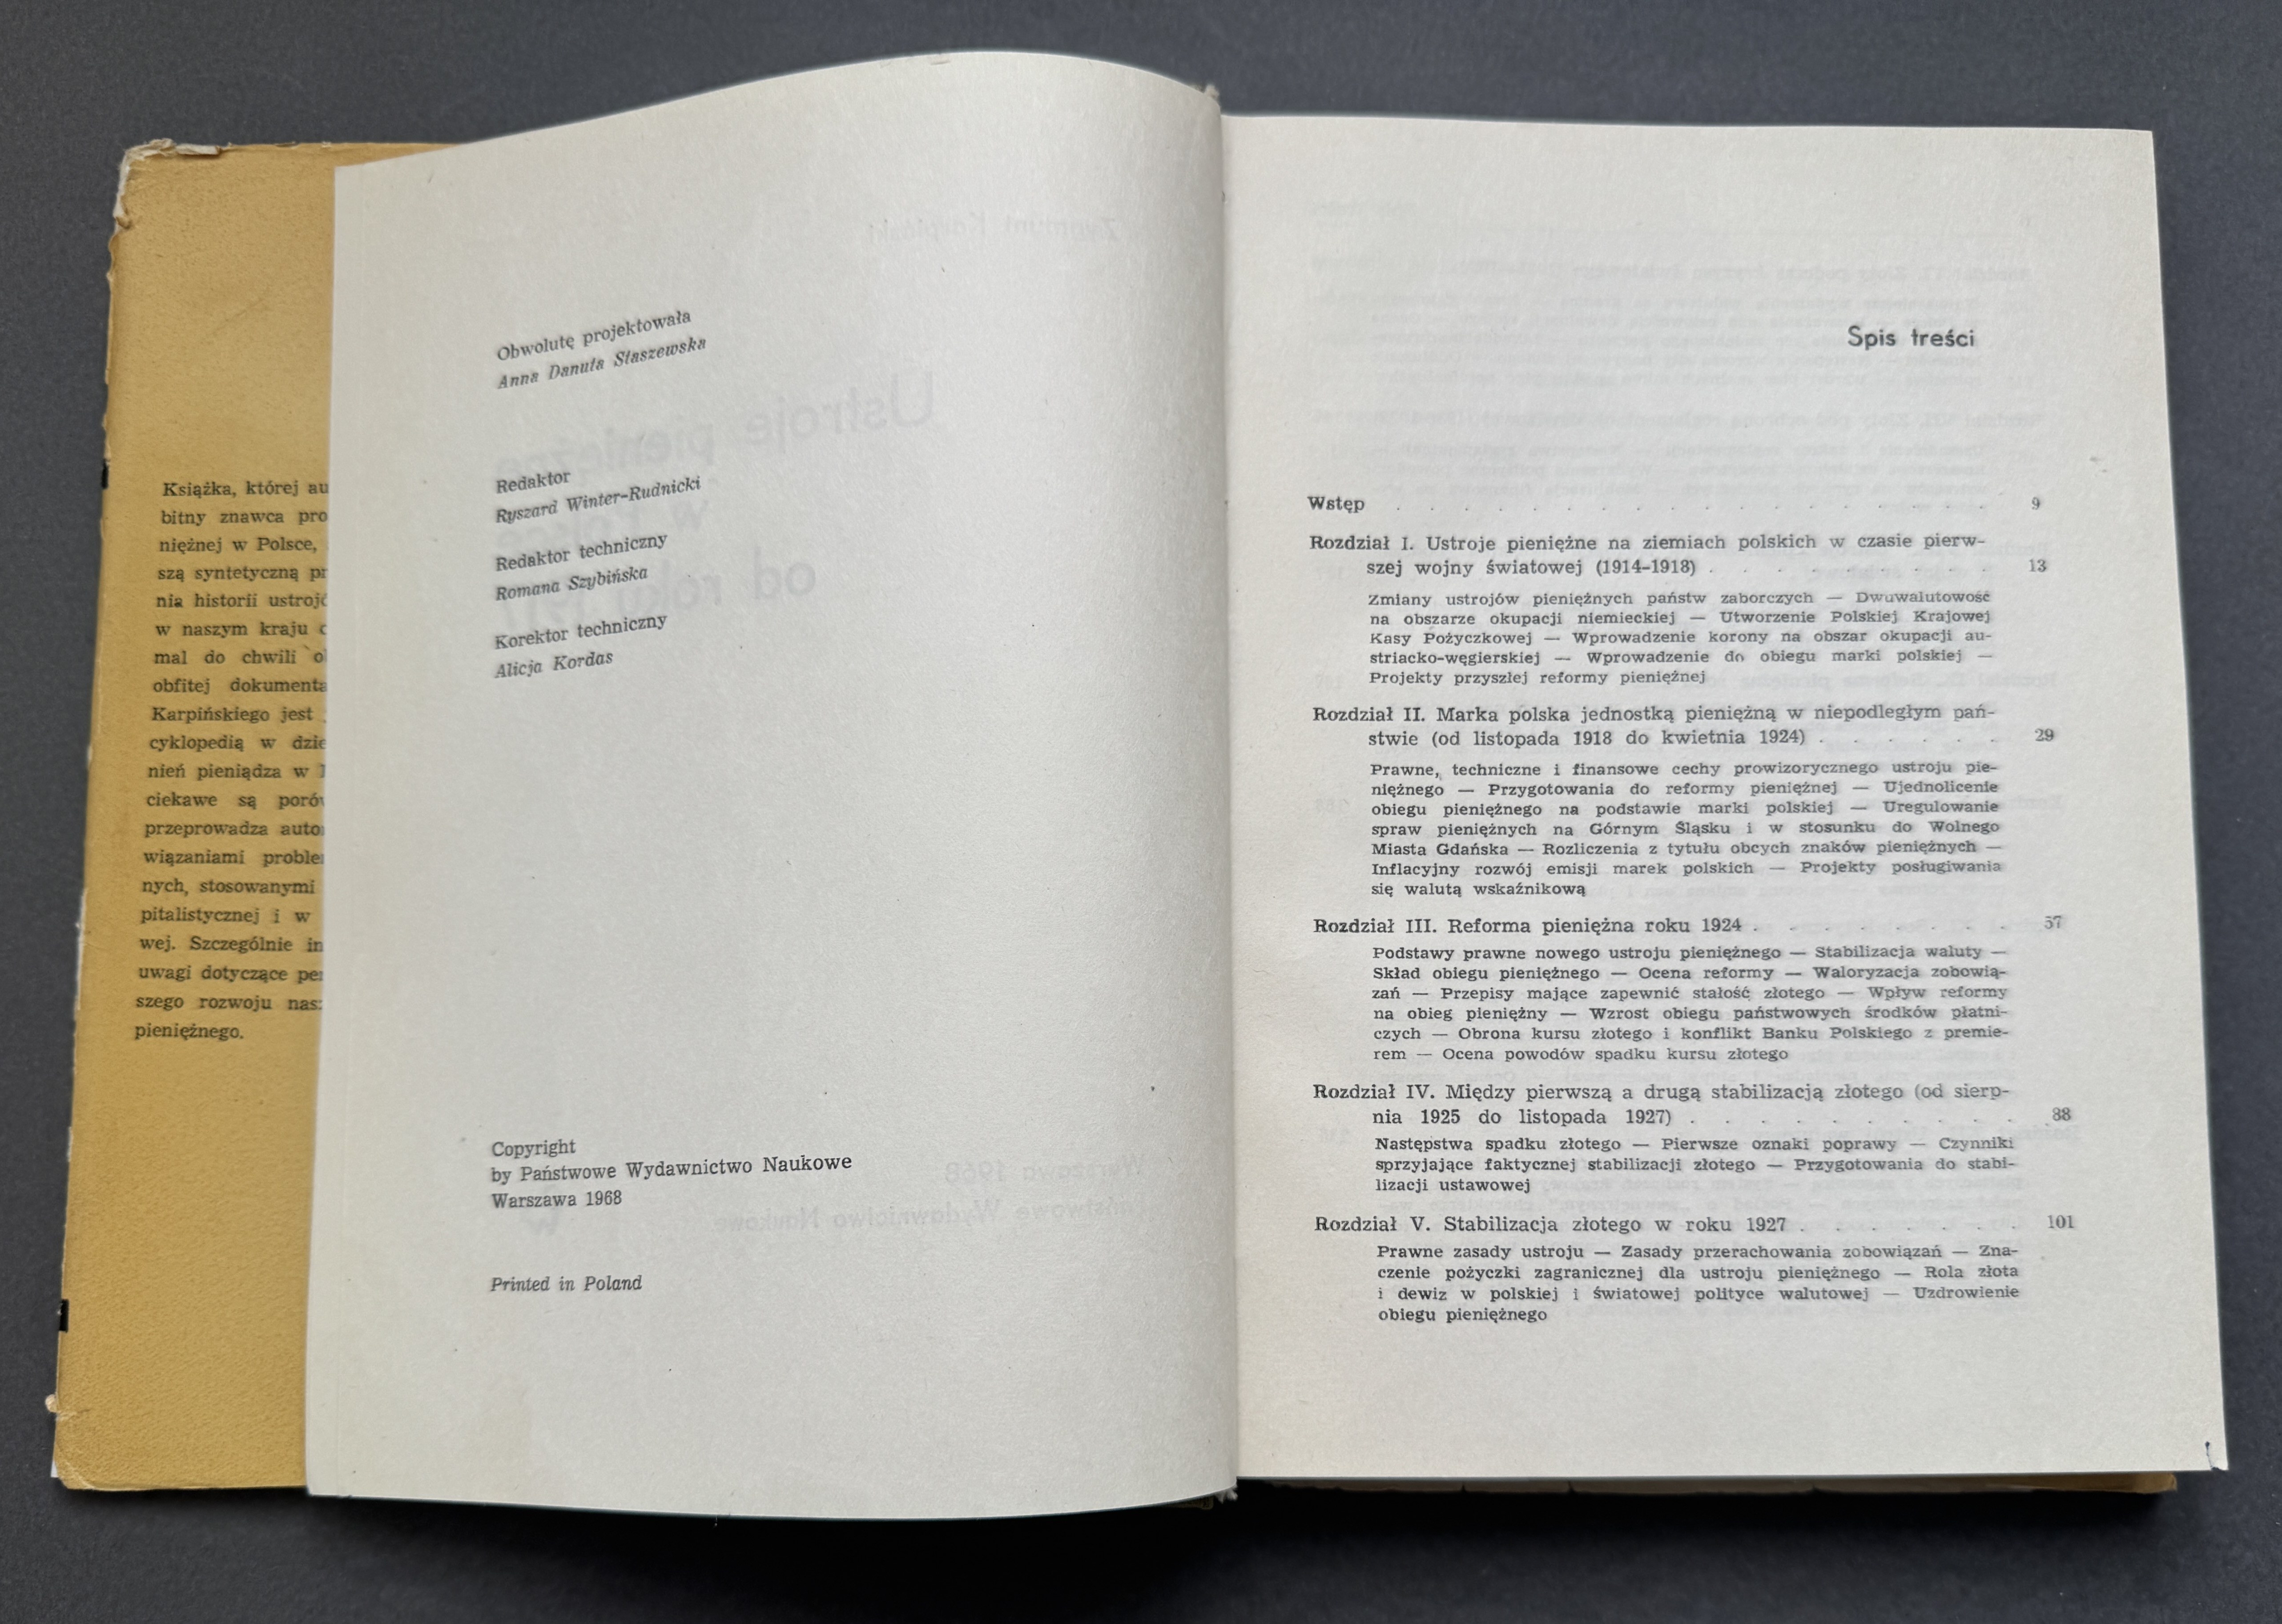 Książka, której au
bitny znawca pro
niężnej w Polsce,
szą syntetyczną pr
nia historii ustrojó
w naszym kraju o
mal do chwili o
obfitej dokumenta
Karpińskiego jest
cyklopedią w dzie
nień pieniądza w
ciekawe są porów
przeprowadza auto
wiązaniami proble
nych, stosowanymi
pitalistycznej i w
wej. Szczególnie in
uwagi dotyczące per
szego rozwoju nasz
pieniężnego.
Obwolutę projektowała
Anna Danuta Staszewska
Redaktor
Ryszard Winter-Rudnicki
Redaktor techniczny
Romana Szybińska
Korektor techniczny
Alicja Kordas
Copyright
by Państwowe Wydawnictwo Naukowe
Warszawa 1968
Printed in Poland
Spis treści
Wstęp . . . . . . . . . . . . . . . . . . 9
Rozdział I. Ustroje pieniężne na ziemiach polskich w czasie pierw-
szej wojny światowej (1914-1918) . . . . . . . . . 13
Zmiany ustrojów pieniężnych państw zaborczych — Dwuwalutowość
na obszarze okupacji niemieckiej — Utworzenie Polskiej Krajowej
Kasy Pożyczkowej — Wprowadzenie korony na obszar okupacji au-
striacko-węgierskiej — Wprowadzenie do obiegu marki polskiej —
Projekty przyszłej reformy pieniężnej
Rozdział II. Marka polska jednostką pieniężną w niepodległym pań-
stwie (od listopada 1918 do kwietnia 1924) . . . . . . 29
Prawne, techniczne i finansowe cechy prowizorycznego ustroju pie-
niężnego — Przygotowania do reformy pieniężnej — Ujednolicenie
obiegu pieniężnego na podstawie marki polskiej — Uregulowanie
spraw pieniężnych na Górnym Śląsku i w stosunku do Wolnego
Miasta Gdańska — Rozliczenia z tytułu obcych znaków pieniężnych —
Inflacyjny rozwój emisji marek polskich — Projekty posługiwania
się walutą wskaźnikową
Rozdział III. Reforma pieniężna roku 1924 . . . . . . . . 57
Podstawy prawne nowego ustroju pieniężnego — Stabilizacja waluty —
Skład obiegu pieniężnego — Ocena reformy — Waloryzacja zobowią-
zań — Przepisy mające zapewnić stałość złotego — Wpływ reformy
na obieg pieniężny — Wzrost obiegu państwowych środków płatni-
czych — Obrona kursu złotego i konflikt Banku Polskiego z premie-
rem — Ocena powodów spadku kursu złotego
Rozdział IV. Między pierwszą a drugą stabilizacją złotego (od sierp-
nia 1925 do listopada 1927) . . . . . . . . . . 88
Następstwa spadku złotego — Pierwsze oznaki poprawy — Czynniki
sprzyjające faktycznej stabilizacji złotego — Przygotowania do stabi-
lizacji ustawowej
Rozdział V. Stabilizacja złotego w roku 1927 . . . . . . . 101
Prawne zasady ustroju — Zasady przerachowania zobowiązań — Zna-
czenie pożyczki zagranicznej dla ustroju pieniężnego — Rola złota
i dewiz w polskiej i światowej polityce walutowej — Uzdrowienie
obiegu pieniężnego